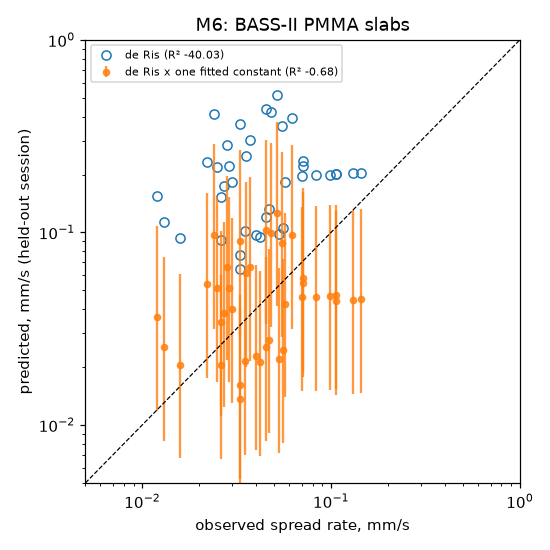 M6: BASS-II PMMA slabs
de Ris (R² -40.03)
de Ris x one fitted constant (R² -0.68)
predicted, mm/s (held-out session)
10⁰
10⁻¹
10⁻²
10⁻² 10⁻¹ 10⁰
observed spread rate, mm/s